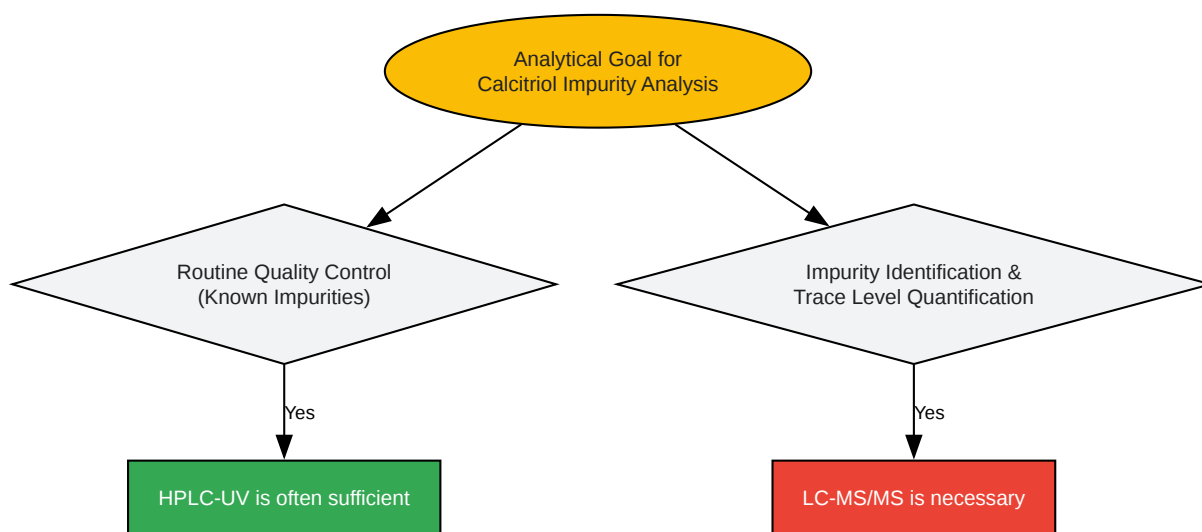 Analytical Goal for
Calcitriol Impurity Analysis
Routine Quality Control
(Known Impurities)
Impurity Identification &
Trace Level Quantification
Yes
Yes
HPLC-UV is often sufficient
LC-MS/MS is necessary